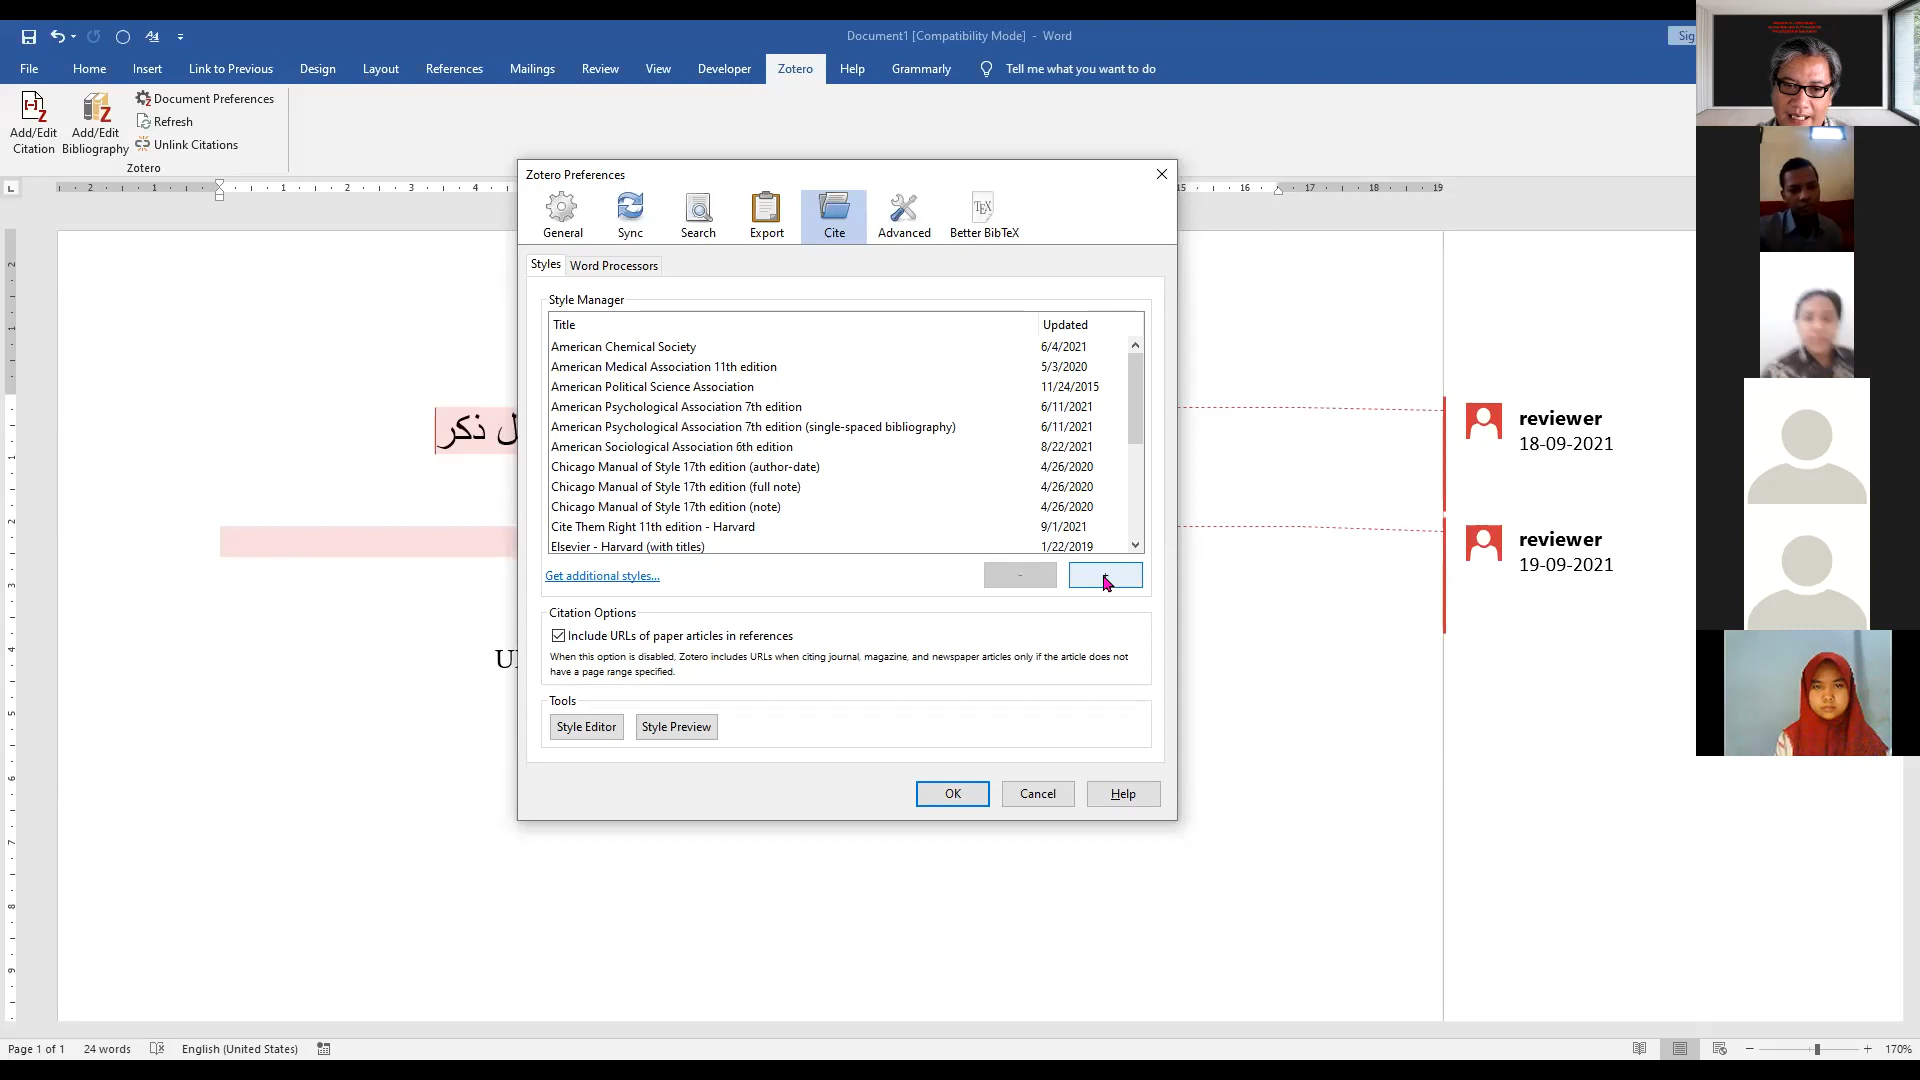 Document1 [Compatibility Mode] - Word
Sig
File Home Insert Link to Previous Design Layout References Mailings Review View Developer Zotero Help Grammarly Tell me what you want to do
Add/Edit Citation
Add/Edit Bibliography
Document Preferences
Refresh
Unlink Citations
Zotero
2 1 1 2 3 4 15 16 17 18 19
Zotero Preferences
General Sync Search Export Cite Advanced Better BibTeX
Styles Word Processors
Style Manager
Title Updated
American Chemical Society 6/4/2021
American Medical Association 11th edition 5/3/2020
American Political Science Association 11/24/2015
American Psychological Association 7th edition 6/11/2021
American Psychological Association 7th edition (single-spaced bibliography) 6/11/2021
American Sociological Association 6th edition 8/22/2021
Chicago Manual of Style 17th edition (author-date) 4/26/2020
Chicago Manual of Style 17th edition (full note) 4/26/2020
Chicago Manual of Style 17th edition (note) 4/26/2020
Cite Them Right 11th edition - Harvard 9/1/2021
Elsevier - Harvard (with titles) 1/22/2019
Get additional styles...
-
Citation Options
Include URLs of paper articles in references
When this option is disabled, Zotero includes URLs when citing journal, magazine, and newspaper articles only if the article does not
have a page range specified.
Tools
Style Editor Style Preview
OK Cancel Help
ل ذكر
reviewer
18-09-2021
reviewer
19-09-2021
Page 1 of 1 24 words English (United States) 170%